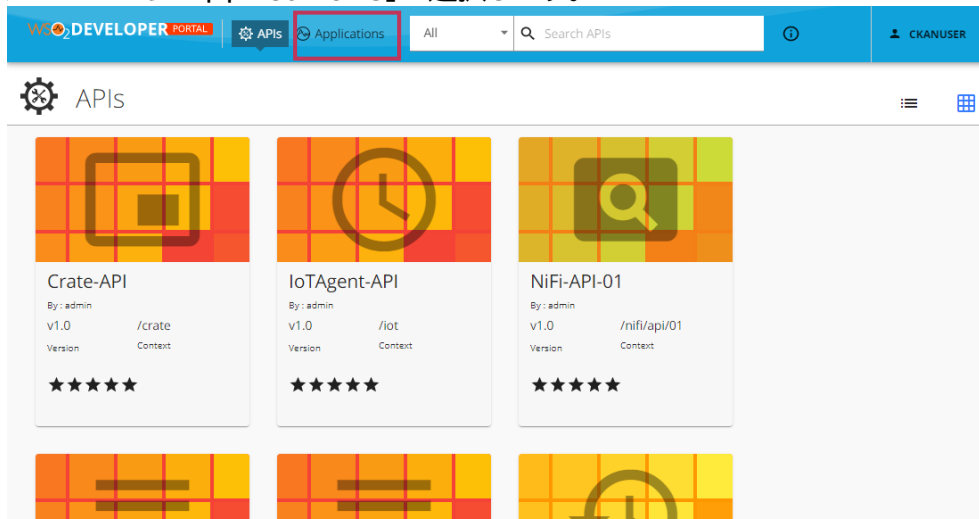 WSO2 DEVELOPER PORTAL APIs Applications All Search APIs CKANUSER
APIs
Crate-API
By : admin
v1.0 /crate
Version Context
IoTAgent-API
By : admin
v1.0 /iot
Version Context
NiFi-API-01
By : admin
v1.0 /nifi/api/01
Version Context